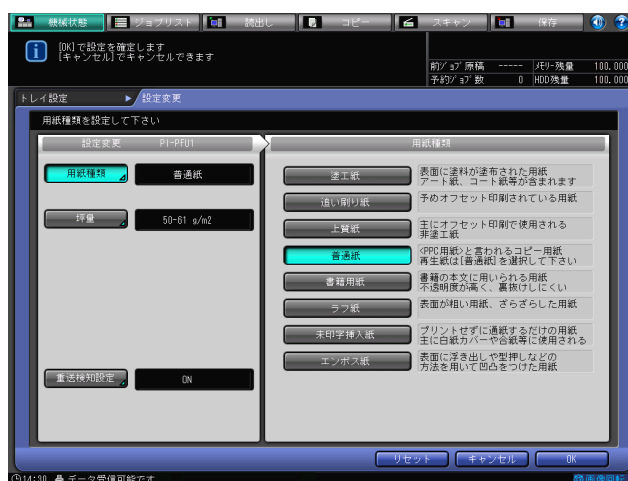 機械状態 ジョブリスト 読出し コピー スキャン 保存
[OK]で設定を確定します
[キャンセル]でキャンセルできます
前ジョブ原稿 ----- メモリー残量 100.000
予約ジョブ数 0 HDD残量 100.000
トレイ設定 ▶ 設定変更
用紙種類を設定して下さい
設定変更 PI-PFU1
用紙種類
用紙種類 普通紙
坪量 50-61 g/m2
重送検知設定 ON
塗工紙 表面に塗料が塗布された用紙
アート紙、コート紙等が含まれます
追い刷り紙 予めオフセット印刷されている用紙
上質紙 主にオフセット印刷で使用される
非塗工紙
普通紙 <PPC用紙>と言われるコピー用紙
再生紙は[普通紙]を選択して下さい
書籍用紙 書籍の本文に用いられる用紙
不透明度が高く、裏抜けしにくい
ラフ紙 表面が粗い用紙、ざらざらした用紙
未印字挿入紙 プリントせずに通紙するだけの用紙
主に白紙カバーや合紙等に使用される
エンボス紙 表面に浮き出しや型押しなどの
方法を用いて凹凸をつけた用紙
リセット キャンセル OK
14:30 データ受信可能です 画像回転